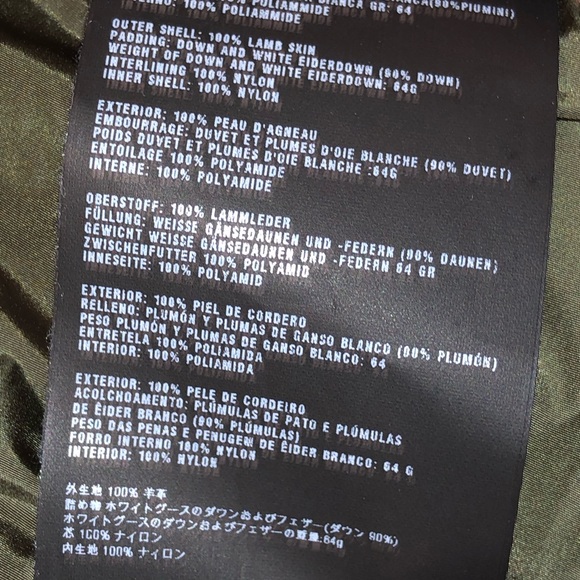 INTERNO: 100% POLIAMMIDE
OUTER SHELL: 100% LAMB SKIN
PADDING: DOWN AND WHITE EIDERDOWN (90% DOWN)
WEIGHT OF DOWN AND WHITE EIDERDOWN: 64G
INTERLINING: 100% NYLON
INNER SHELL: 100% NYLON
EXTERIOR: 100% PEAU D'AGNEAU
EMBOURRAGE: DUVET ET PLUMES D'OIE BLANCHE (90% DUVET)
POIDS DUVET ET PLUMES D'OIE BLANCHE :64G
ENTOILAGE 100% POLYAMIDE
INTERNE: 100% POLYAMIDE
OBERSTOFF: 100% LAMMLEDER
FÜLLUNG: WEISSE GÄNSEDAUNEN UND -FEDERN (90% DAUNEN)
GEWICHT WEISSE GÄNSEDAUNEN UND -FEDERN 64 GR
ZWISCHENFUTTER 100% POLYAMID
INNESEITE: 100% POLYAMID
EXTERIOR: 100% PIEL DE CORDERO
RELLENO: PLUMÓN Y PLUMAS DE GANSO BLANCO (90% PLUMÓN)
PESO PLUMÓN Y PLUMAS DE GANSO BLANCO: 64
ENTRETELA 100% POLIAMIDA
INTERIOR: 100% POLIAMIDA
EXTERIOR: 100% PELE DE CORDEIRO
ACOLCHOAMENTO: PLÚMULAS DE PATO E PLÚMULAS
DE ÉIDER BRANCO (90% PLÚMULAS)
PESO DAS PENAS E PENUGEM DE ÉIDER BRANCO: 64 G
FORRO INTERNO 100% NYLON
INTERIOR: 100% NYLON
外生地 100% 羊革
詰め物 ホワイトグースのダウンおよびフェザー(ダウン 90%)
ホワイトグースのダウンおよびフェザーの重量:64g
芯 100% ナイロン
内生地 100% ナイロン